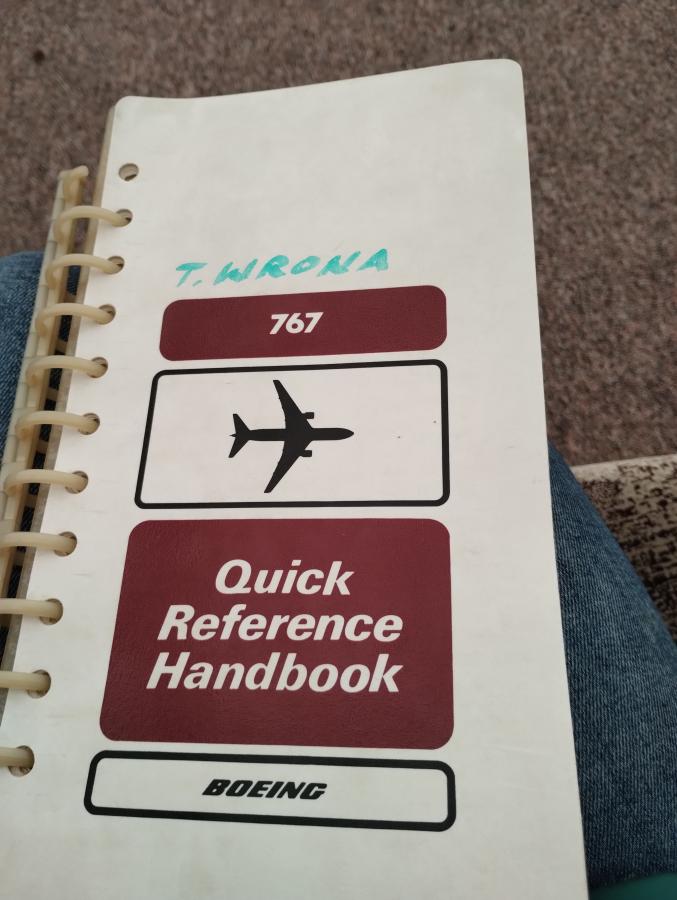 T. WRONA
767
Quick
Reference
Handbook
BOEING